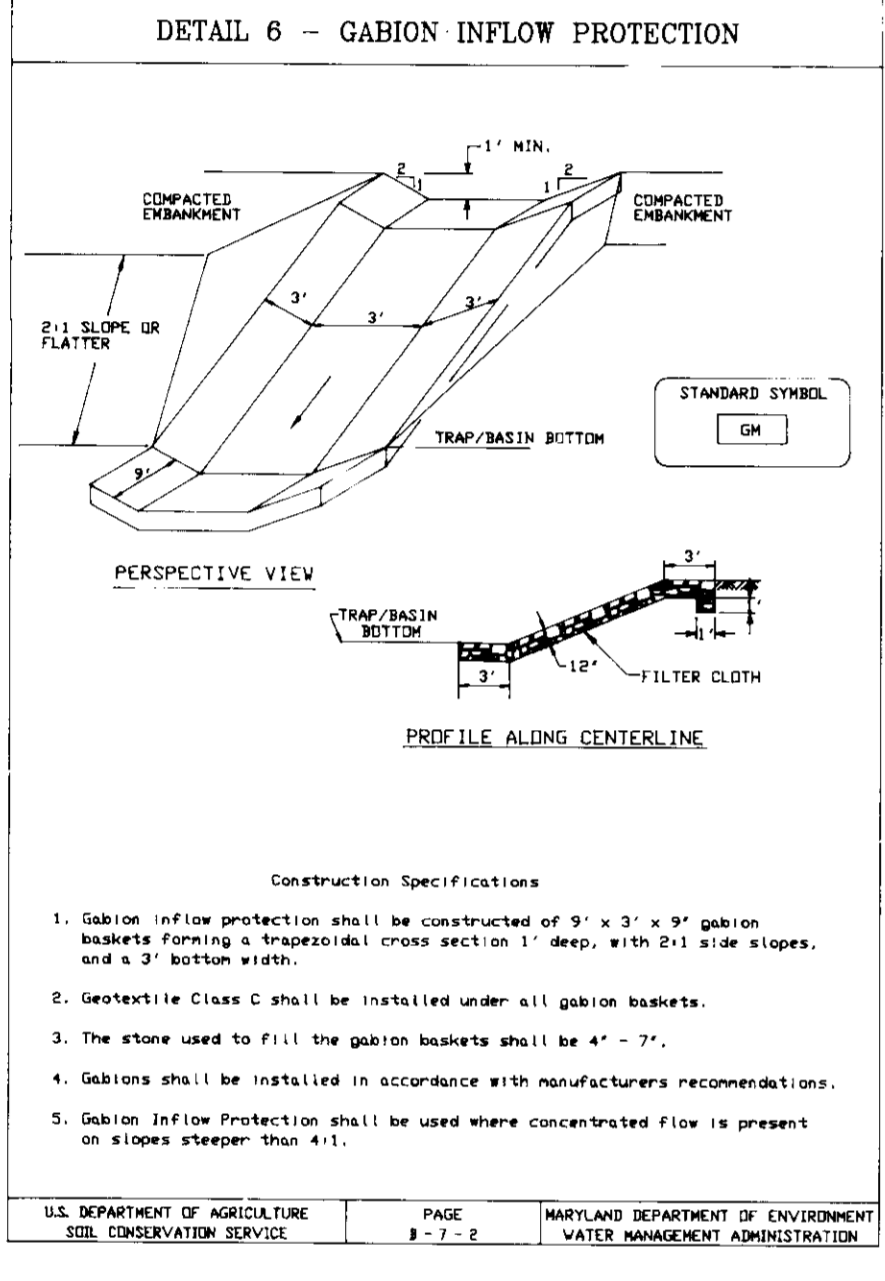 DETAIL 6 - GABION INFLOW PROTECTION
1' MIN.
2
1
2
1
COMPACTED
EMBANKMENT
COMPACTED
EMBANKMENT
3'
3'
3'
2:1 SLOPE OR
FLATTER
STANDARD SYMBOL
GM
TRAP/BASIN BOTTOM
9'
PERSPECTIVE VIEW
3'
TRAP/BASIN
BOTTOM
1'
12"
3'
FILTER CLOTH
PROFILE ALONG CENTERLINE
Construction Specifications
1. Gabion inflow protection shall be constructed of 9' x 3' x 9" gabion
baskets forming a trapezoidal cross section 1' deep, with 2:1 side slopes,
and a 3' bottom width.
2. Geotextile Class C shall be installed under all gabion baskets.
3. The stone used to fill the gabion baskets shall be 4" - 7".
4. Gabions shall be installed in accordance with manufacturers recommendations.
5. Gabion Inflow Protection shall be used where concentrated flow is present
on slopes steeper than 4:1.
U.S. DEPARTMENT OF AGRICULTURE
SOIL CONSERVATION SERVICE
PAGE
- 7 - 2
MARYLAND DEPARTMENT OF ENVIRONMENT
WATER MANAGEMENT ADMINISTRATION